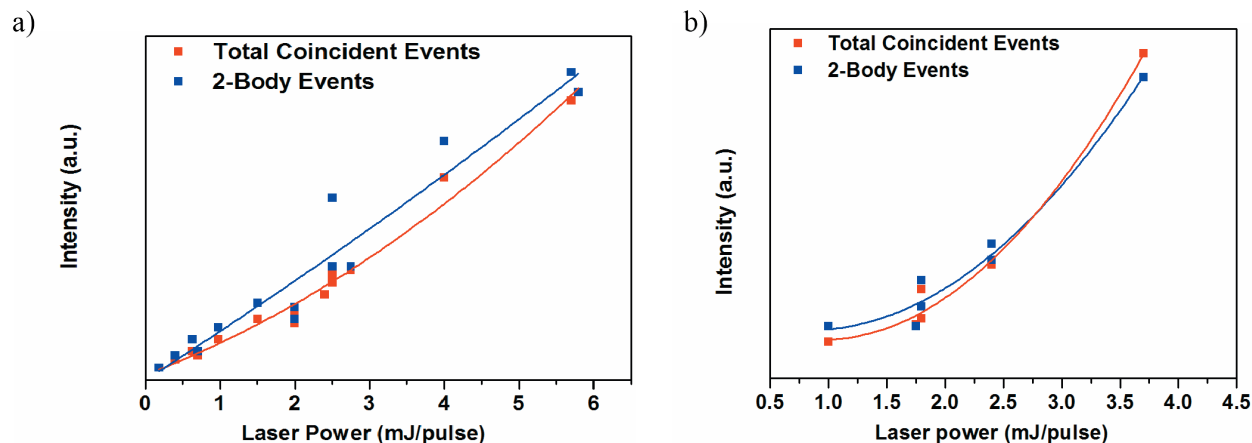 a)
Total Coincident Events
2-Body Events
Intensity (a.u.)
0 1 2 3 4 5 6
Laser Power (mJ/pulse)
b)
Total Coincident Events
2-Body Events
Intensity (a.u.)
0.5 1.0 1.5 2.0 2.5 3.0 3.5 4.0 4.5
Laser power (mJ/pulse)